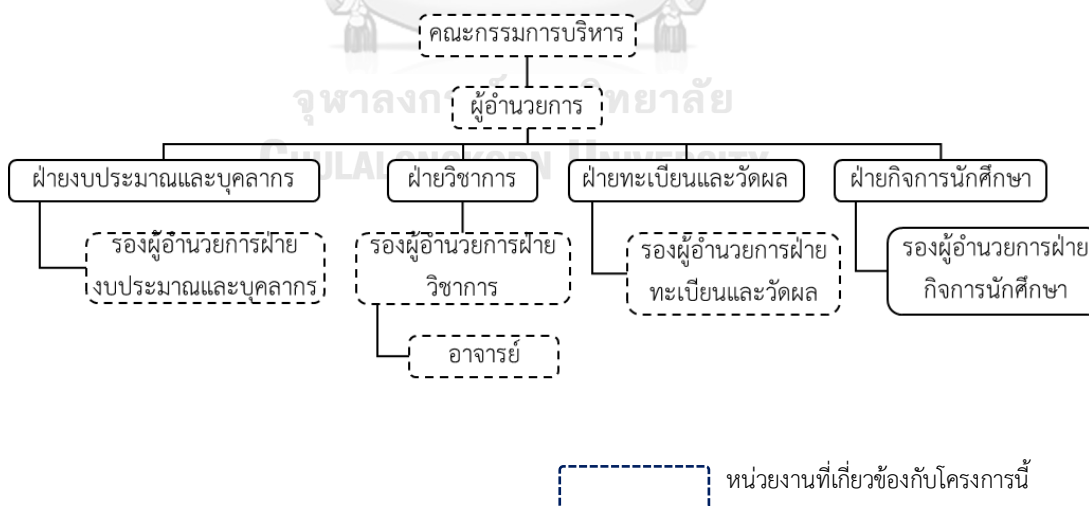 คณะกรรมการบริหาร
ผู้อำนวยการ
ฝ่ายงบประมาณและบุคลากร
ฝ่ายวิชาการ
ฝ่ายทะเบียนและวัดผล
ฝ่ายกิจการนักศึกษา
รองผู้อำนวยการฝ่าย
งบประมาณและบุคลากร
รองผู้อำนวยการฝ่าย
วิชาการ
รองผู้อำนวยการฝ่าย
ทะเบียนและวัดผล
รองผู้อำนวยการฝ่าย
กิจการนักศึกษา
อาจารย์
หน่วยงานที่เกี่ยวข้องกับโครงการนี้